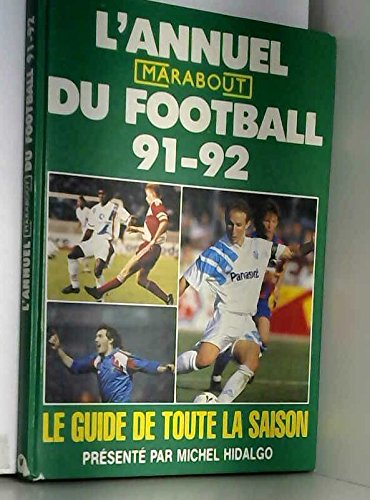 L'ANNUEL
MARABOUT
DU FOOTBALL
91-92
Panasonic
LE GUIDE DE TOUTE LA SAISON
PRÉSENTÉ PAR MICHEL HIDALGO
L'ANNUEL MARABOUT DU FOOTBALL 91-92